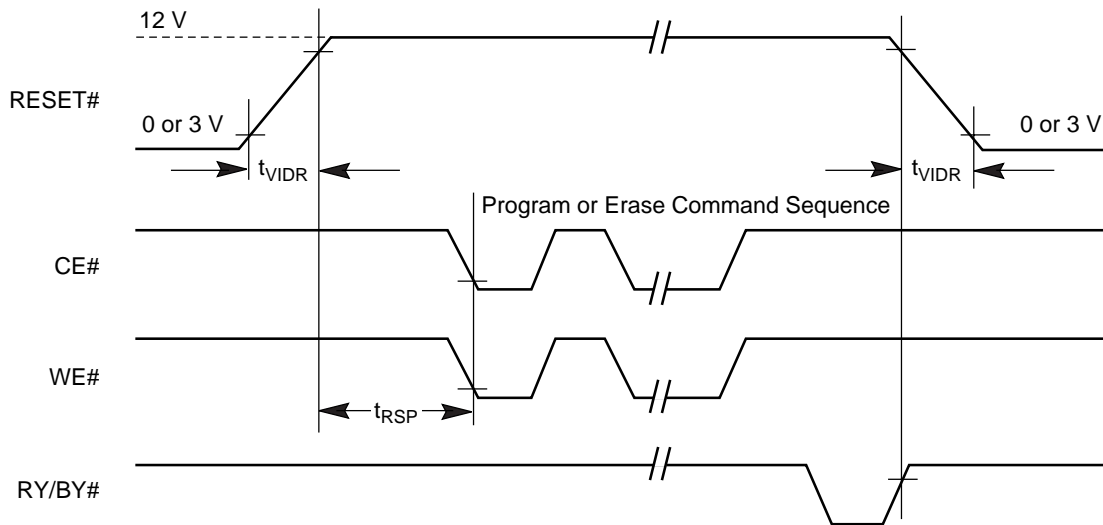 12 V
RESET#
0 or 3 V
0 or 3 V
tVIDR
tVIDR
Program or Erase Command Sequence
CE#
WE#
tRSP
RY/BY#